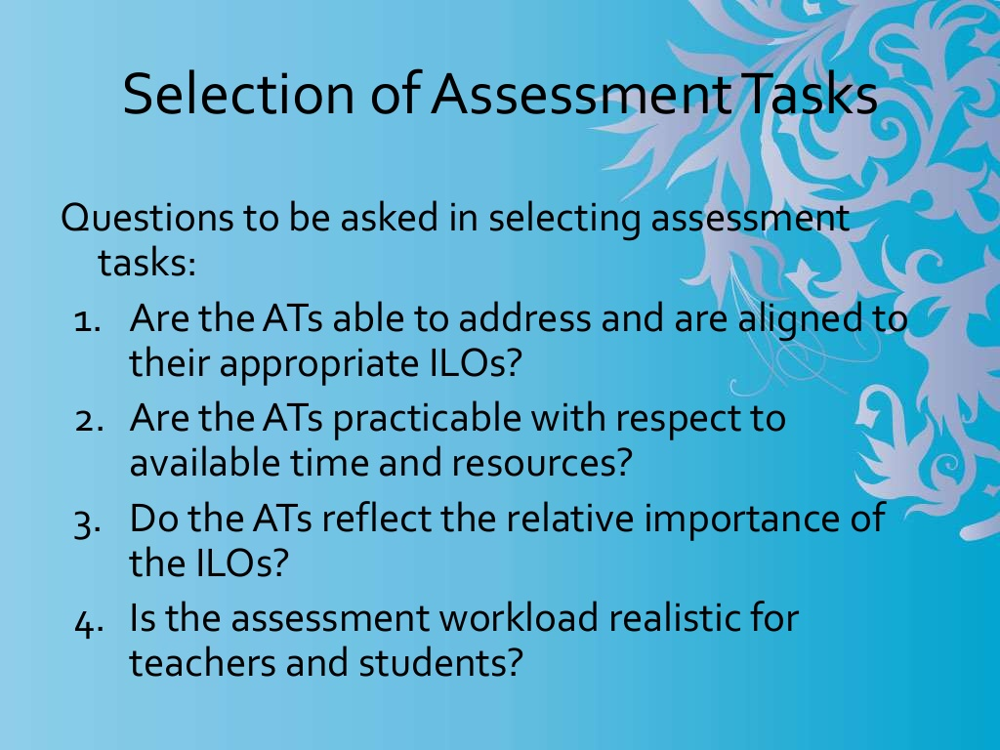 Selection of Assessment Tasks
Questions to be asked in selecting assessment
tasks:
1. Are the ATs able to address and are aligned to
their appropriate ILOs?
2. Are the ATs practicable with respect to
available time and resources?
3. Do the ATs reflect the relative importance of
the ILOs?
4. Is the assessment workload realistic for
teachers and students?